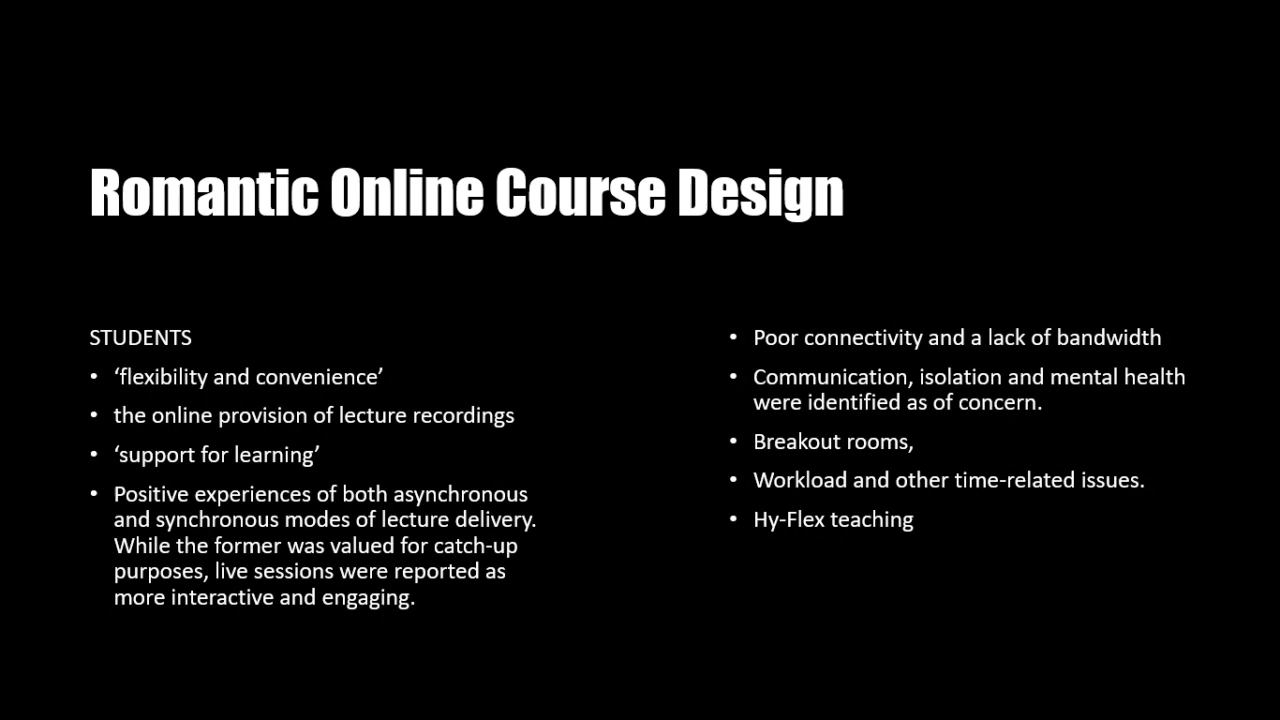 Romantic Online Course Design
STUDENTS
• ‘flexibility and convenience’
• the online provision of lecture recordings
• ‘support for learning’
• Positive experiences of both asynchronous
and synchronous modes of lecture delivery.
While the former was valued for catch-up
purposes, live sessions were reported as
more interactive and engaging.
• Poor connectivity and a lack of bandwidth
• Communication, isolation and mental health
were identified as of concern.
• Breakout rooms,
• Workload and other time-related issues.
• Hy-Flex teaching